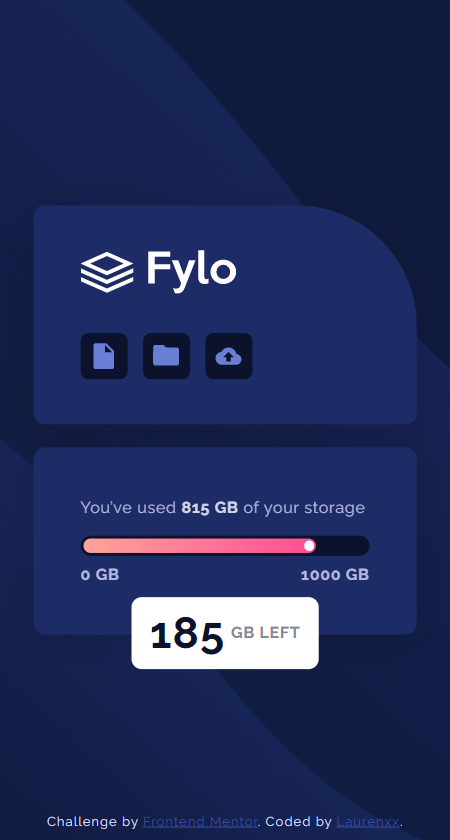 Fylo
You've used 815 GB of your storage
0 GB 1000 GB
185 GB LEFT
Challenge by Frontend Mentor. Coded by Laurenxx.